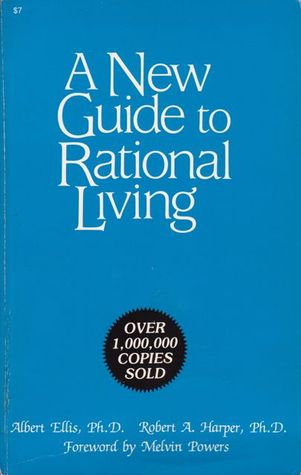 $7
A New
Guide to
Rational
Living
OVER
1,000,000
COPIES
SOLD
Albert Ellis, Ph.D. Robert A. Harper, Ph.D.
Foreword by Melvin Powers